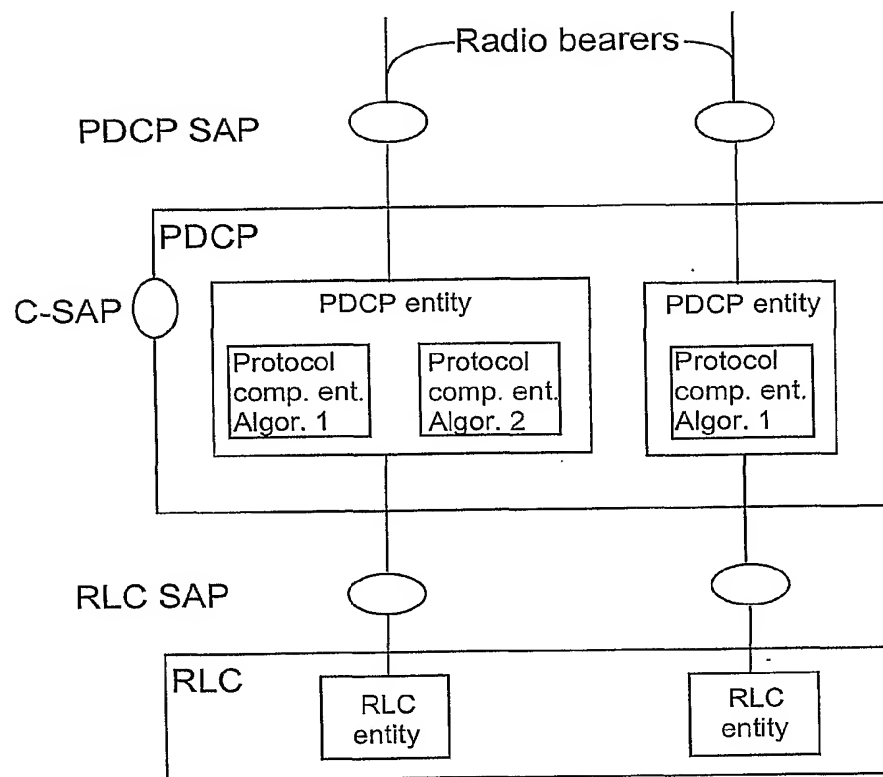 Radio bearers
PDCP SAP
PDCP
C-SAP
PDCP entity
PDCP entity
Protocol
comp. ent.
Algor. 1
Protocol
comp. ent.
Algor. 2
Protocol
comp. ent.
Algor. 1
RLC SAP
RLC
RLC
entity
RLC
entity